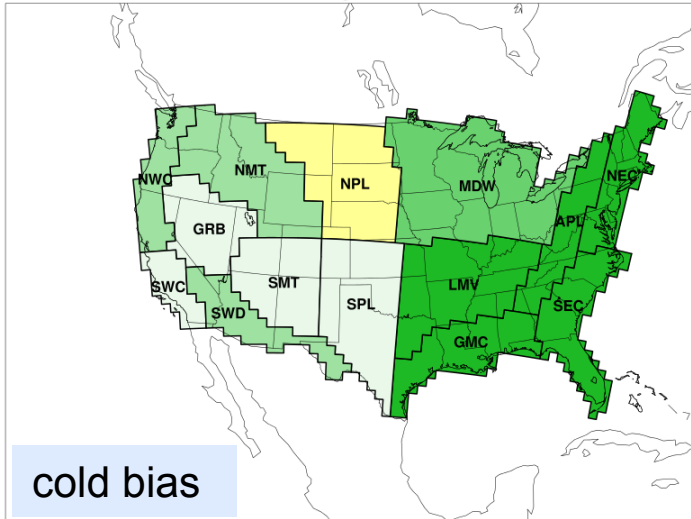 NWC
NMT
NPL
MDW
NEC
APL
GRB
SWC
SMT
SPL
LMV
SWD
GMC
SEC
cold bias